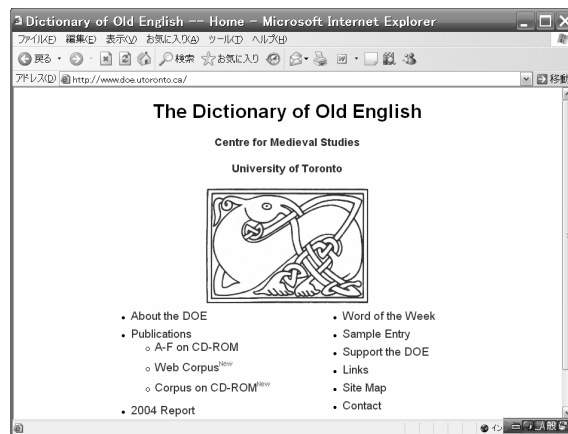 Dictionary of Old English -- Home - Microsoft Internet Explorer
ファイル(F) 編集(E) 表示(V) お気に入り(A) ツール(T) ヘルプ(H)
戻る 検索 お気に入り
アドレス(D) http://www.doe.utoronto.ca/ 移動
The Dictionary of Old English
Centre for Medieval Studies
University of Toronto
• About the DOE
• Publications
○ A-F on CD-ROM
○ Web Corpus New
○ Corpus on CD-ROM New
• 2004 Report
• Word of the Week
• Sample Entry
• Support the DOE
• Links
• Site Map
• Contact
A般